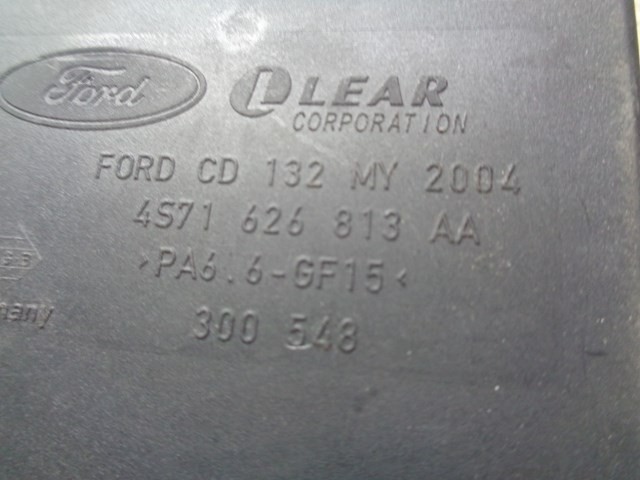 Ford
LEAR
CORPORATION
FORD CD 132 MY 2004
4S71 626 813 AA
>PA6.6-GF15<
300 548